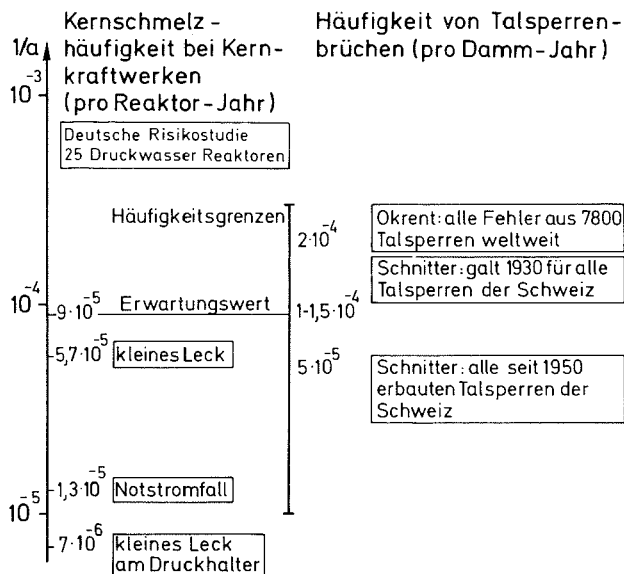 Kernschmelz-
häufigkeit bei Kern-
kraftwerken
(pro Reaktor-Jahr)
Häufigkeit von Talsperren-
brüchen (pro Damm-Jahr)
1/a
10⁻³
Deutsche Risikostudie
25 Druckwasser Reaktoren
Häufigkeitsgrenzen
2·10⁻⁴
Okrent: alle Fehler aus 7800
Talsperren weltweit
Schnitter: galt 1930 für alle
Talsperren der Schweiz
10⁻⁴
9·10⁻⁵
Erwartungswert
1-1,5·10⁻⁴
5,7·10⁻⁵
kleines Leck
5·10⁻⁵
Schnitter: alle seit 1950
erbauten Talsperren der
Schweiz
1,3·10⁻⁵
Notstromfall
10⁻⁵
7·10⁻⁶
kleines Leck
am Druckhalter